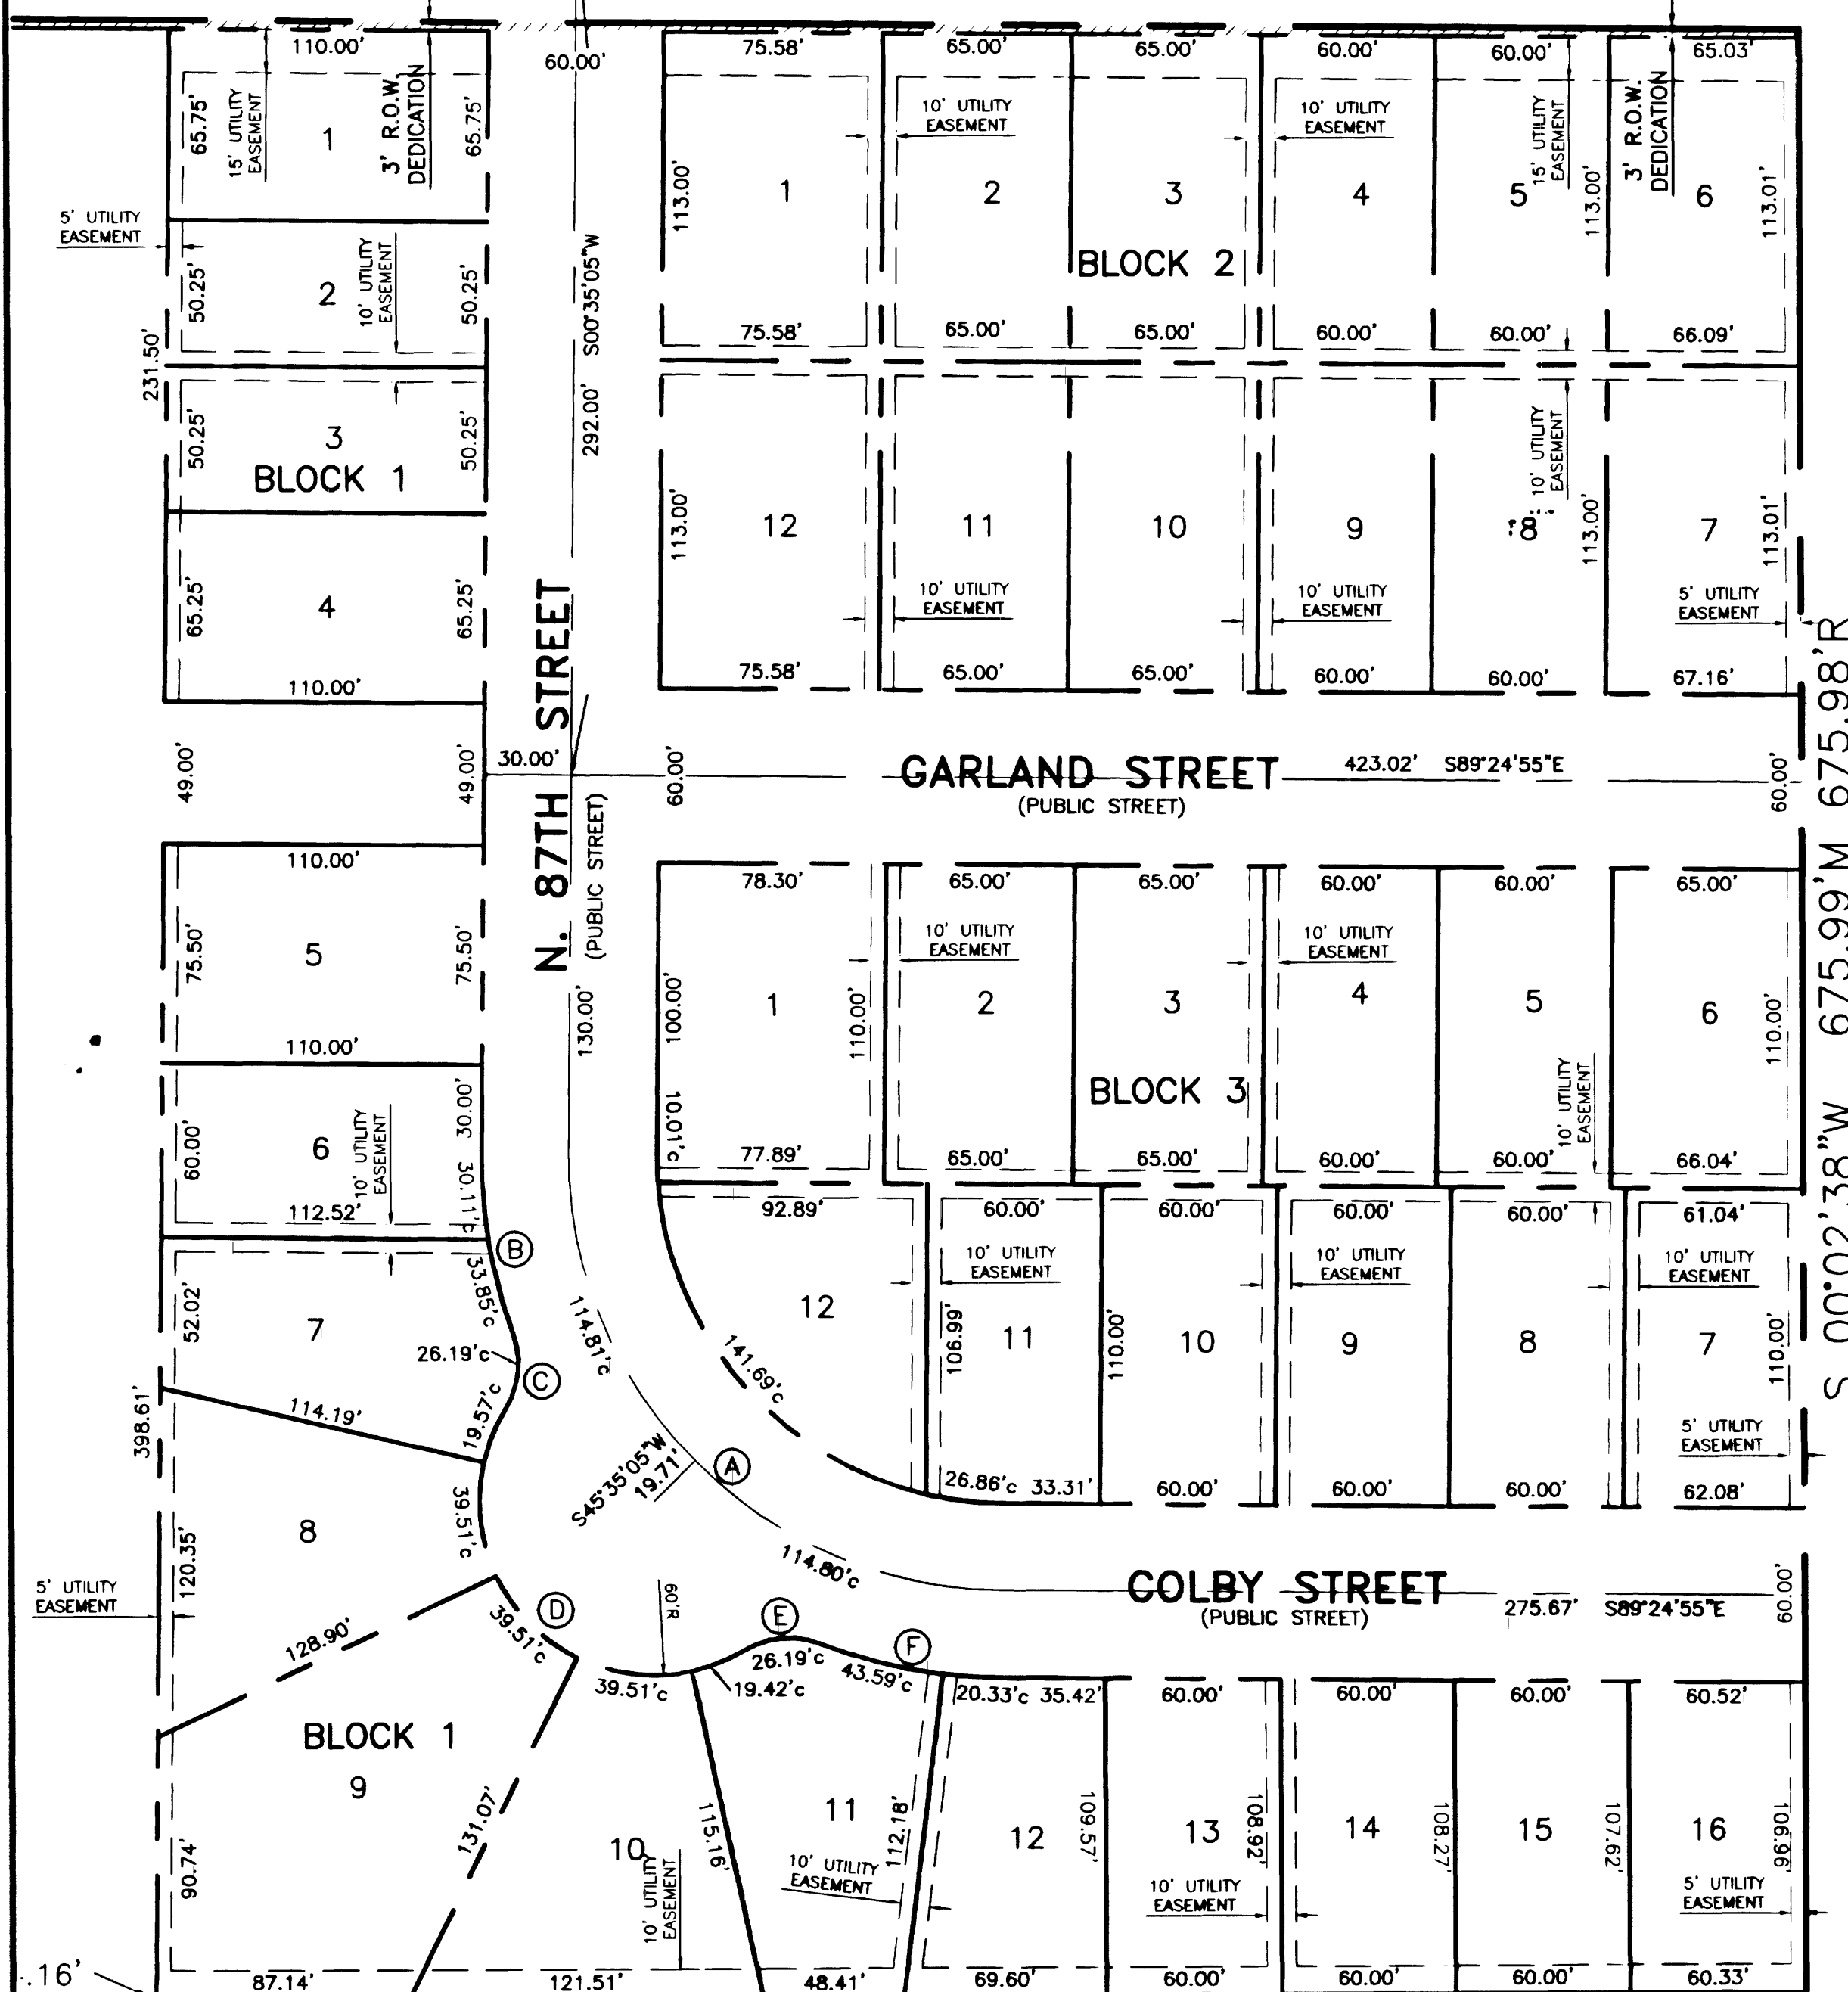 110.00'
60.00'
75.58'
65.00'
65.00'
60.00'
60.00'
65.03'
65.75'
15' UTILITY
EASEMENT
1
3' R.O.W.
DEDICATION
65.75'
5' UTILITY
EASEMENT
50.25'
2
10' UTILITY
EASEMENT
50.25'
231.50'
50.25'
3
50.25'
BLOCK 1
65.25'
4
65.25'
110.00'
49.00'
49.00'
S00°35'05"W
292.00'
N. 87TH STREET
(PUBLIC STREET)
30.00'
10' UTILITY
EASEMENT
10' UTILITY
EASEMENT
15' UTILITY
EASEMENT
3' R.O.W.
DEDICATION
113.00'
1
2
3
4
5
113.00'
6
113.01'
BLOCK 2
75.58'
65.00'
65.00'
60.00'
60.00'
66.09'
10' UTILITY
EASEMENT
113.00'
12
11
10
9
8
113.00'
7
113.01'
10' UTILITY
EASEMENT
10' UTILITY
EASEMENT
5' UTILITY
EASEMENT
75.58'
65.00'
65.00'
60.00'
60.00'
67.16'
60.00'
GARLAND STREET
(PUBLIC STREET)
423.02' S89°24'55"E
60.00'
S 00°02'38"W 675.99'M 675.98'R
110.00'
75.50'
5
75.50'
110.00'
60.00'
6
10' UTILITY
EASEMENT
30.00'
30.11'c
112.52'
B
52.02'
7
33.85'c
26.19'c
C
19.57'c
114.19'
398.61'
39.51'c
8
120.35'
5' UTILITY
EASEMENT
128.90'
39.51'c
D
130.00'
114.81'c
S45°35'05"W
19.71'
A
114.80'c
78.30'
65.00'
65.00'
60.00'
60.00'
65.00'
10' UTILITY
EASEMENT
10' UTILITY
EASEMENT
100.00'
1
110.00'
2
3
4
5
6
110.00'
BLOCK 3
10' UTILITY
EASEMENT
10.01'c
77.89'
65.00'
65.00'
60.00'
60.00'
66.04'
92.89'
60.00'
60.00'
60.00'
60.00'
61.04'
10' UTILITY
EASEMENT
10' UTILITY
EASEMENT
10' UTILITY
EASEMENT
12
106.99'
11
110.00'
10
9
8
7
110.00'
141.69'c
5' UTILITY
EASEMENT
26.86'c 33.31'
60.00'
60.00'
60.00'
62.08'
COLBY STREET
(PUBLIC STREET)
275.67' S89°24'55"E
60.00'
60'R
E
F
39.51'c
19.42'c
26.19'c
43.59'c
20.33'c 35.42'
60.00'
60.00'
60.00'
60.52'
BLOCK 1
9
90.74'
131.07'
10
10' UTILITY
EASEMENT
115.16'
11
112.18'
10' UTILITY
EASEMENT
12
109.57'
13
108.92'
10' UTILITY
EASEMENT
14
108.27'
15
107.62'
16
106.96'
5' UTILITY
EASEMENT
.16'
87.14'
121.51'
48.41'
69.60'
60.00'
60.00'
60.00'
60.33'